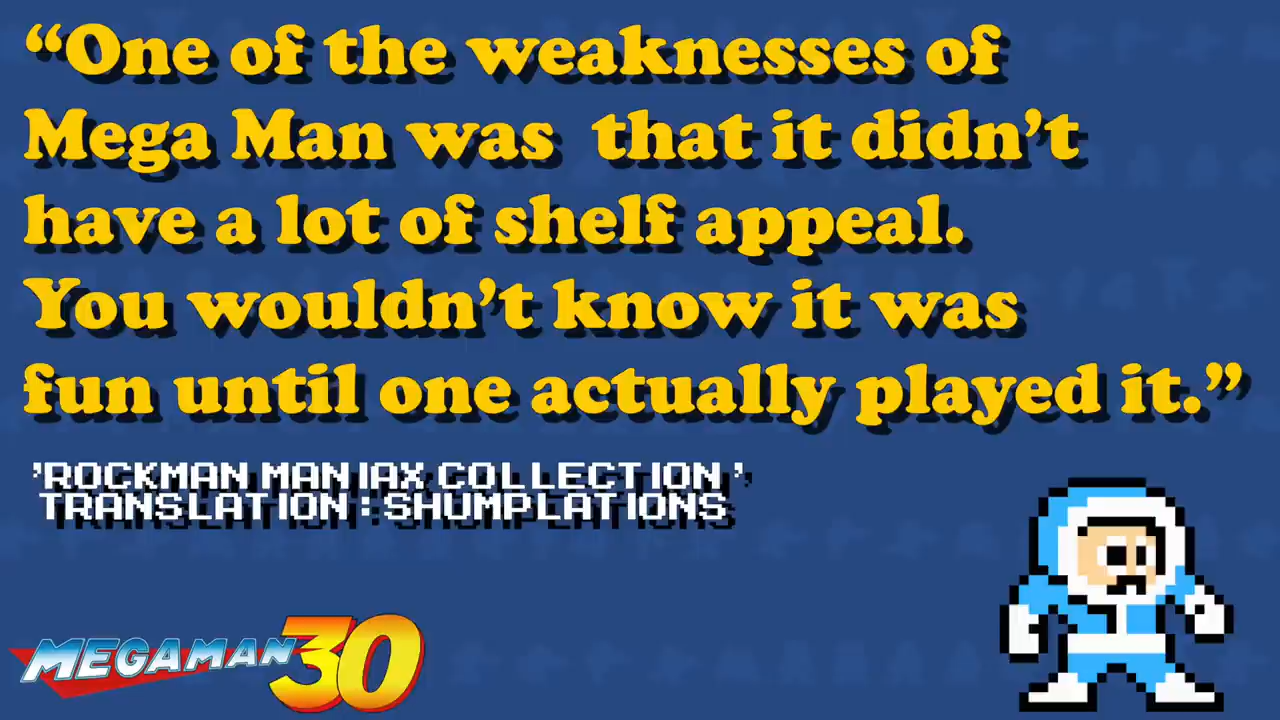 “One of the weaknesses of
Mega Man was that it didn’t
have a lot of shelf appeal.
You wouldn’t know it was
fun until one actually played it.”
'ROCKMAN MANIAX COLLECTION'
TRANSLATION: SHUMPLATIONS
MEGAMAN 30